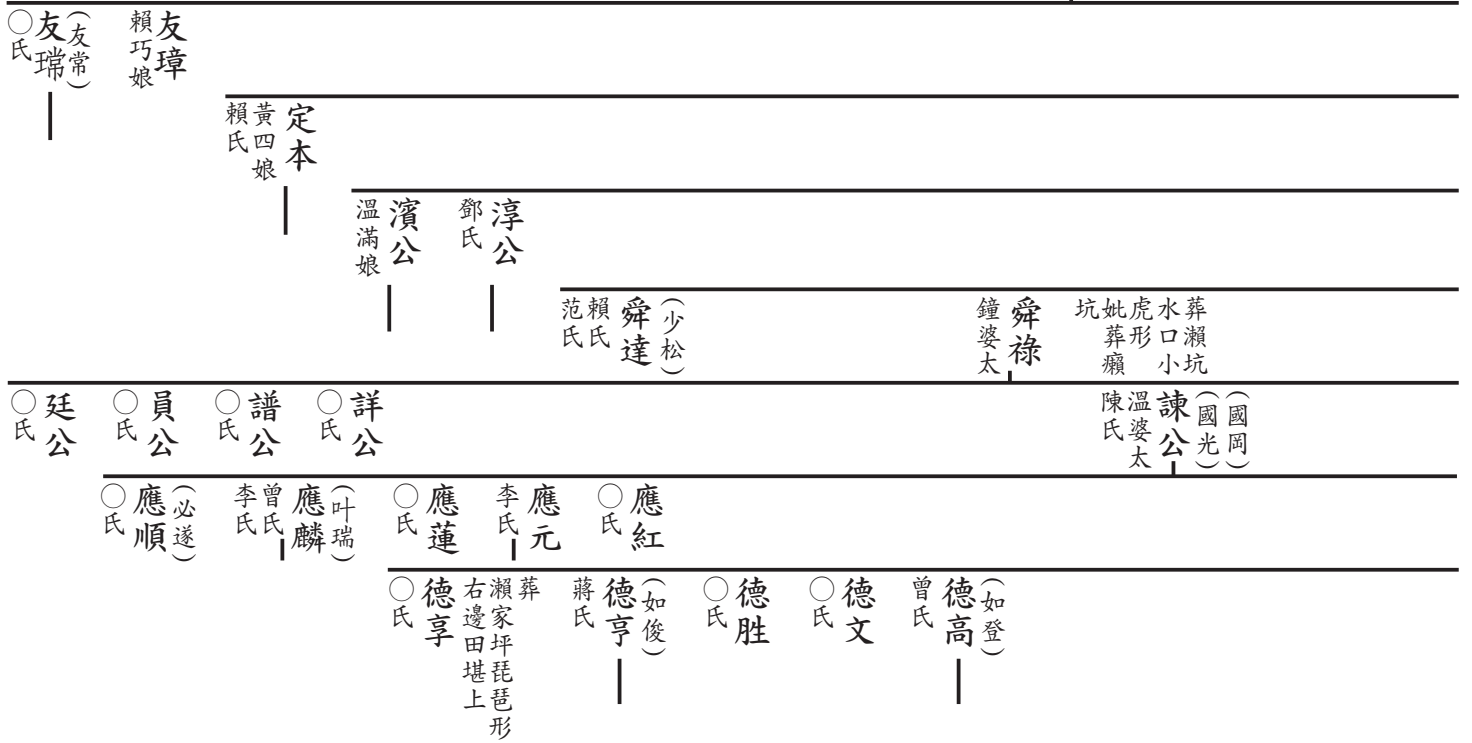 友璋
賴巧娘
(友常)
友瑺
○氏
定本
黃四娘
賴氏
淳公
鄧氏
濱公
溫滿娘
葬瀨坑
水口小
虎形
妣葬癩
坑
舜祿
鐘婆太
(少松)
舜達
賴氏
范氏
(國岡)
(國光)
諫公
溫婆太
陳氏
詳公
○氏
譜公
○氏
員公
○氏
廷公
○氏
應紅
○氏
應元
李氏
應蓮
○氏
(叶瑞)
應麟
曾氏
李氏
(必遂)
應順
○氏
(如登)
德高
曾氏
德文
○氏
德胜
○氏
(如俊)
德亨
蔣氏
葬
瀨家坪琵琶形
右邊田堪上
德享
○氏